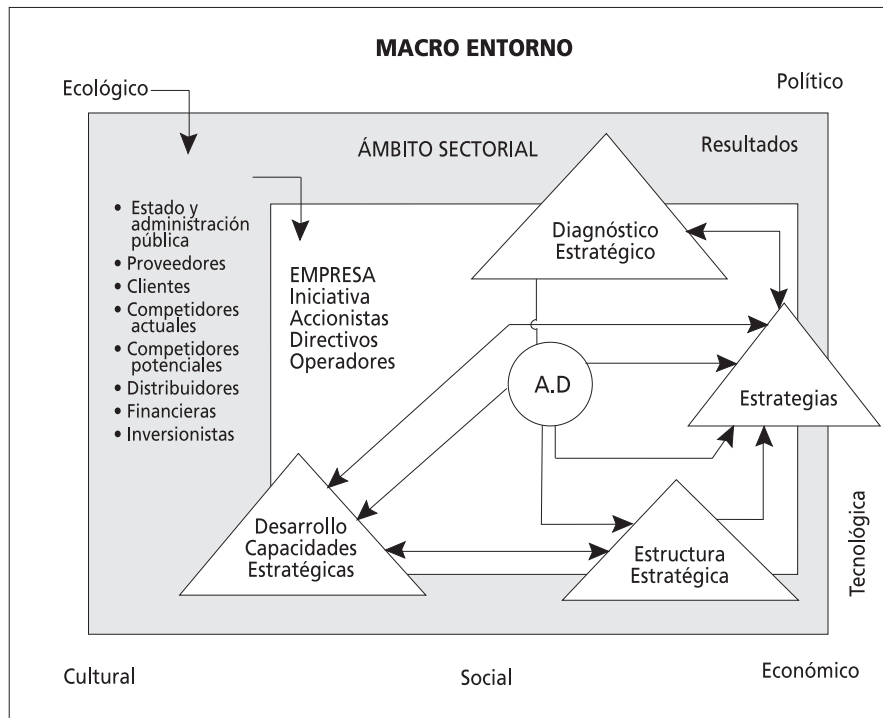 MACRO ENTORNO
Ecológico
Político
ÁMBITO SECTORIAL
Resultados
• Estado y
administración
pública
• Proveedores
• Clientes
• Competidores
actuales
• Competidores
potenciales
• Distribuidores
• Financieras
• Inversionistas
EMPRESA
Iniciativa
Accionistas
Directivos
Operadores
Diagnóstico
Estratégico
A.D
Estrategias
Desarrollo
Capacidades
Estratégicas
Estructura
Estratégica
Tecnológica
Cultural
Social
Económico